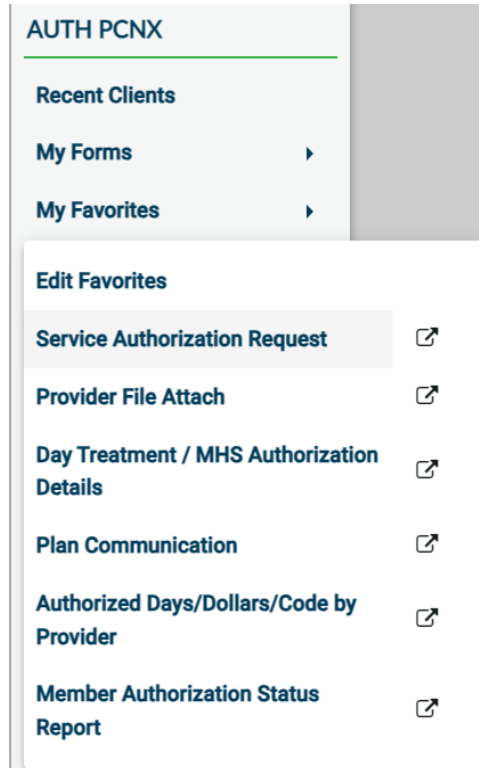 AUTH PCNX
Recent Clients
My Forms
My Favorites
Edit Favorites
Service Authorization Request
Provider File Attach
Day Treatment / MHS Authorization
Details
Plan Communication
Authorized Days/Dollars/Code by
Provider
Member Authorization Status
Report